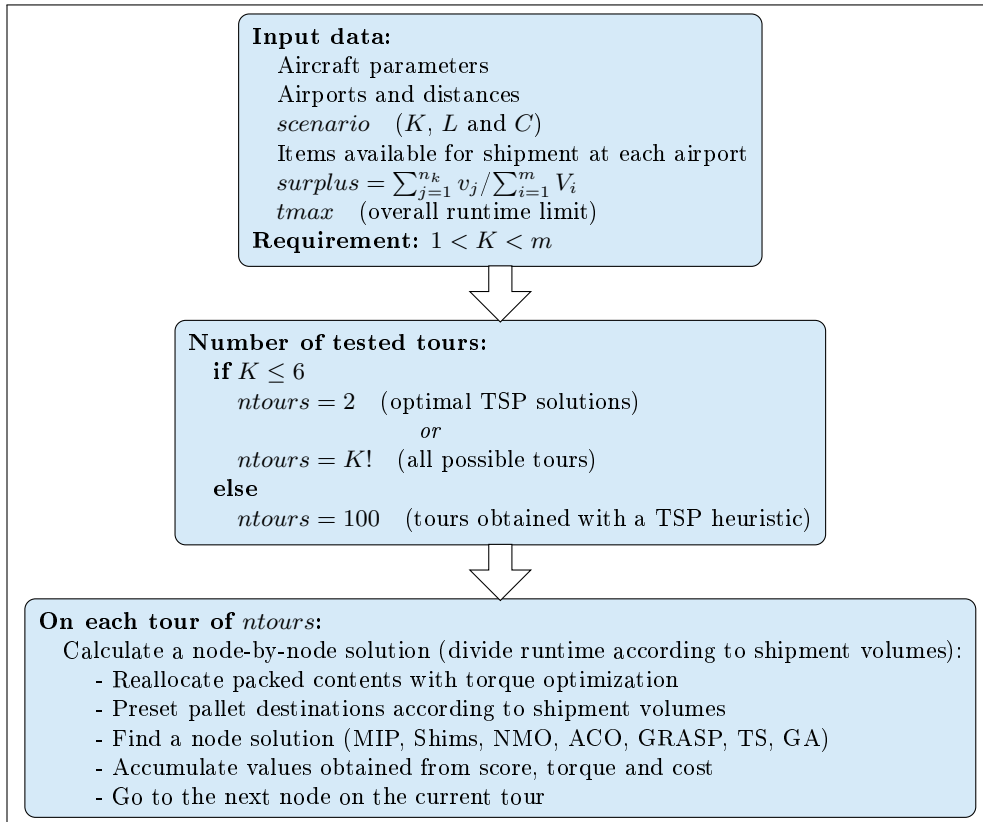 Input data:
Aircraft parameters
Airports and distances
scenario (K, L and C)
Items available for shipment at each airport
surplus = ∑_{j=1}^{n_k} v_j / ∑_{i=1}^{m} V_i
tmax (overall runtime limit)
Requirement: 1 < K < m
Number of tested tours:
if K ≤ 6
ntours = 2 (optimal TSP solutions)
or
ntours = K! (all possible tours)
else
ntours = 100 (tours obtained with a TSP heuristic)
On each tour of ntours:
Calculate a node-by-node solution (divide runtime according to shipment volumes):
- Reallocate packed contents with torque optimization
- Preset pallet destinations according to shipment volumes
- Find a node solution (MIP, Shims, NMO, ACO, GRASP, TS, GA)
- Accumulate values obtained from score, torque and cost
- Go to the next node on the current tour